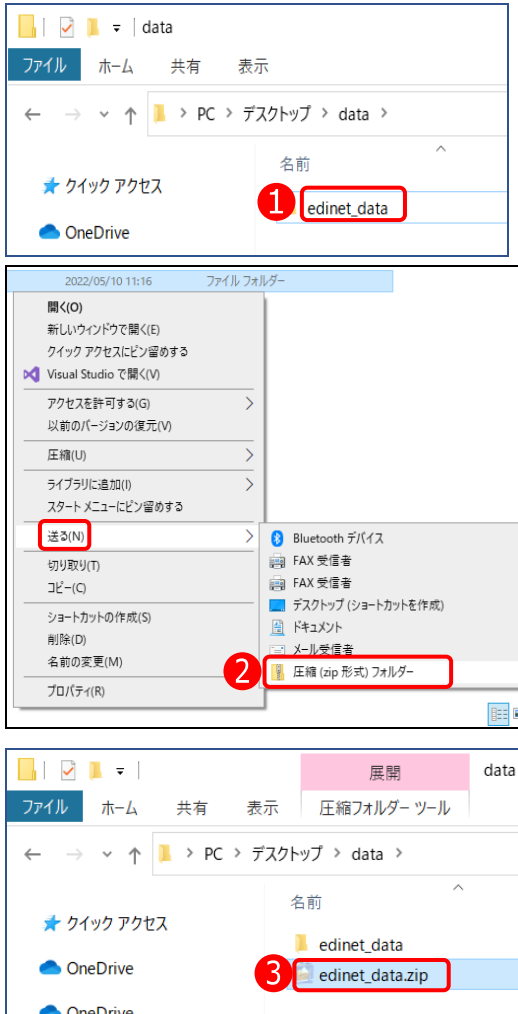 data
ファイル ホーム 共有 表示
PC > デスクトップ > data >
名前
クイック アクセス
1 edinet_data
OneDrive
2022/05/10 11:16 ファイル フォルダー
開く(O)
新しいウィンドウで開く(E)
クイック アクセスにピン留めする
Visual Studio で開く(V)
アクセスを許可する(G)
以前のバージョンの復元(V)
圧縮(U)
ライブラリに追加(I)
スタート メニューにピン留めする
送る(N)
切り取り(T)
コピー(C)
ショートカットの作成(S)
削除(D)
名前の変更(M)
プロパティ(R)
Bluetooth デバイス
FAX 受信者
FAX 受信者
デスクトップ (ショートカットを作成)
ドキュメント
メール受信者
2 圧縮 (zip 形式) フォルダー
展開 data
ファイル ホーム 共有 表示 圧縮フォルダー ツール
PC > デスクトップ > data >
名前
クイック アクセス
edinet_data
OneDrive
3 edinet_data.zip
OneDrive